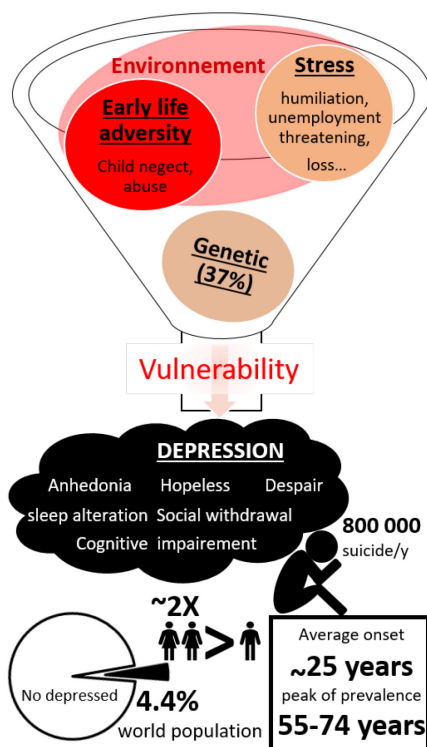 Environnement
Stress
humiliation,
unemployment
threatening,
loss...
Early life
adversity
Child negect,
abuse
Genetic
(37%)
Vulnerability
DEPRESSION
Anhedonia Hopeless Despair
sleep alteration Social withdrawal
Cognitive impairement
800 000
suicide/y
~2X
>
No depressed
4.4%
world population
Average onset
~25 years
peak of prevalence
55-74 years